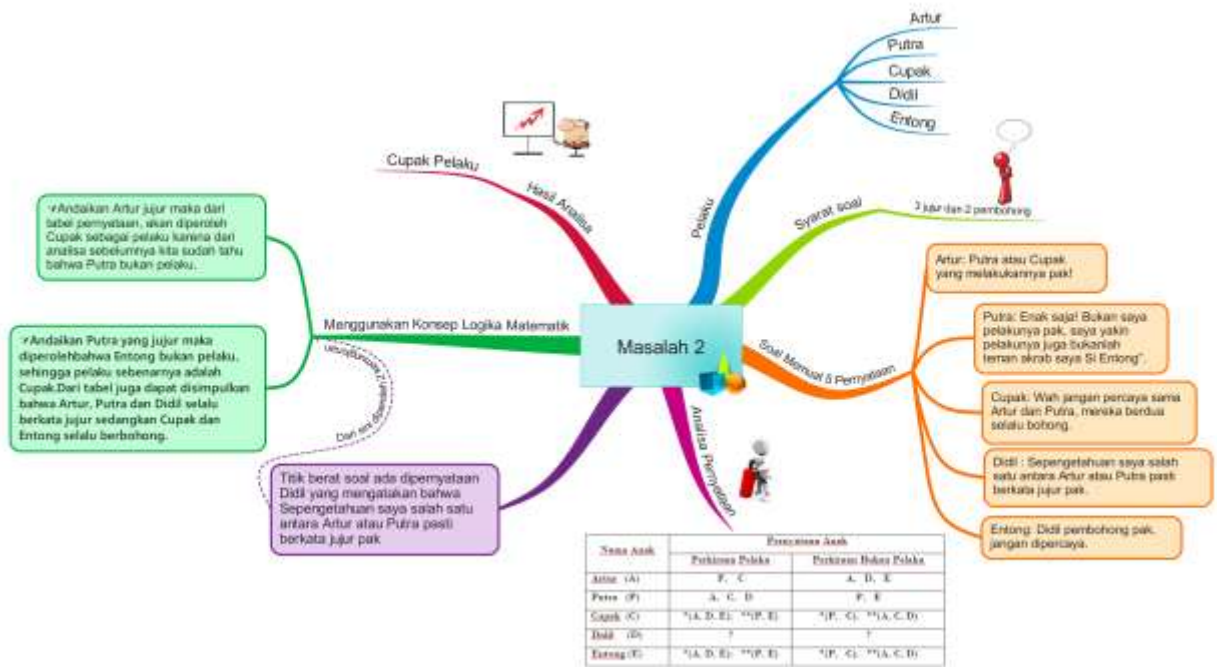 Artur
Putra
Cupak
Didil
Entong
Pelaku
Syarat soal
3 jujur dan 2 pembohong
Soal Memuat 5 Pernyataan
Artur: Putra atau Cupak
yang melakukannya pak!
Putra: Enak saja! Bukan saya
pelakunya pak, saya yakin
pelakunya juga bukanlah
teman akrab saya Si Entong".
Cupak: Wah jangan percaya sama
Artur dan Putra, mereka berdua
selalu bohong.
Didil : Sepengetahuan saya salah
satu antara Artur atau Putra pasti
berkata jujur pak.
Entong: Didil pembohong pak,
jangan dipercaya.
Masalah 2
Analisa Pernyataan
Nama Anak
Pernyataan Anak
Perkiraan Pelaku
Perkiraan Bukan Pelaku
Artur (A)
P, C
A, D, E
Putra (P)
A, C, D
P, E
Cupak (C)
*(A, D, E); **(P, E)
*(P, C); **(A, C, D)
Didil (D)
?
?
Entong (E)
*(A, D, E); **(P, E)
*(P, C); **(A, C, D)
Titik berat soal ada dipernyataan
Didil yang mengatakan bahwa
Sepengetahuan saya salah satu
antara Artur atau Putra pasti
berkata jujur pak
Dari sini diperoleh 2 kemungkinan
Menggunakan Konsep Logika Matematik
Andaikan Artur jujur maka dari
tabel pernyataan, akan diperoleh
Cupak sebagai pelaku karena dari
analisa sebelumnya kita sudah tahu
bahwa Putra bukan pelaku.
Andaikan Putra yang jujur maka
diperolehbahwa Entong bukan pelaku,
sehingga pelaku sebenarnya adalah
Cupak.Dari tabel juga dapat disimpulkan
bahwa Artur, Putra dan Didil selalu
berkata jujur sedangkan Cupak dan
Entong selalu berbohong.
Hasil Analisa
Cupak Pelaku